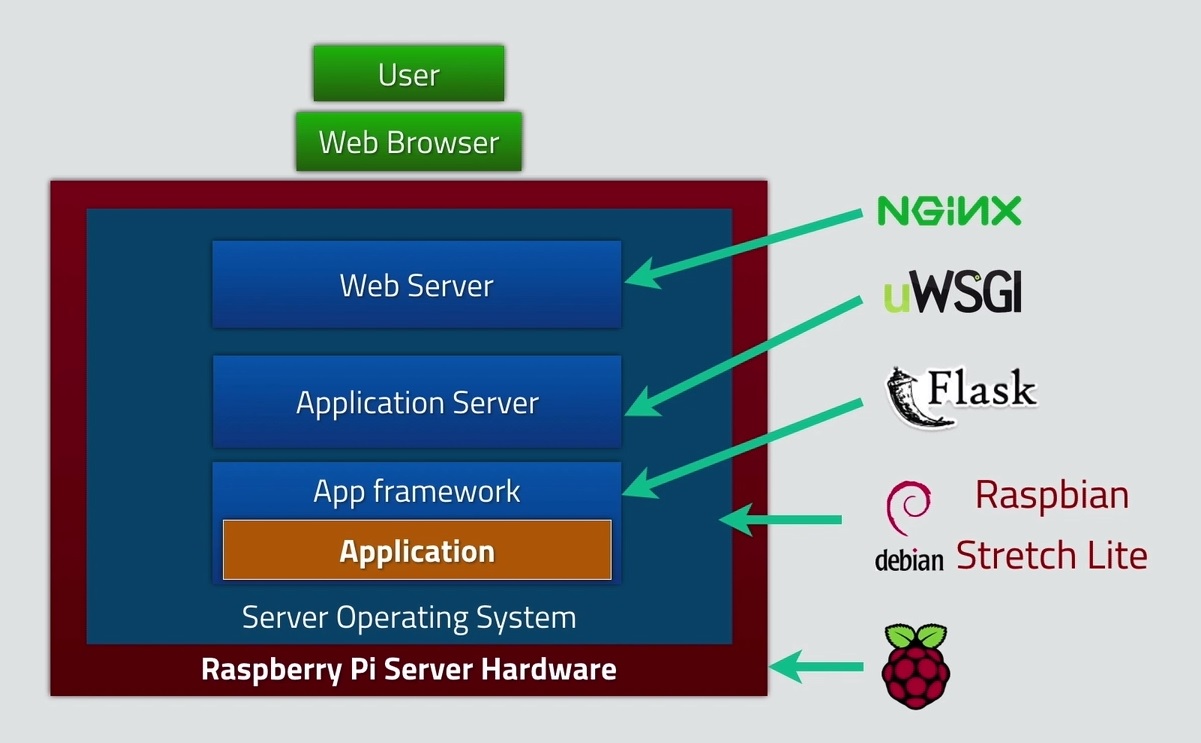 User
Web Browser
Web Server
Application Server
App framework
Application
Server Operating System
Raspberry Pi Server Hardware
NGiNX
uWSGI
Flask
debian
Raspbian
Stretch Lite